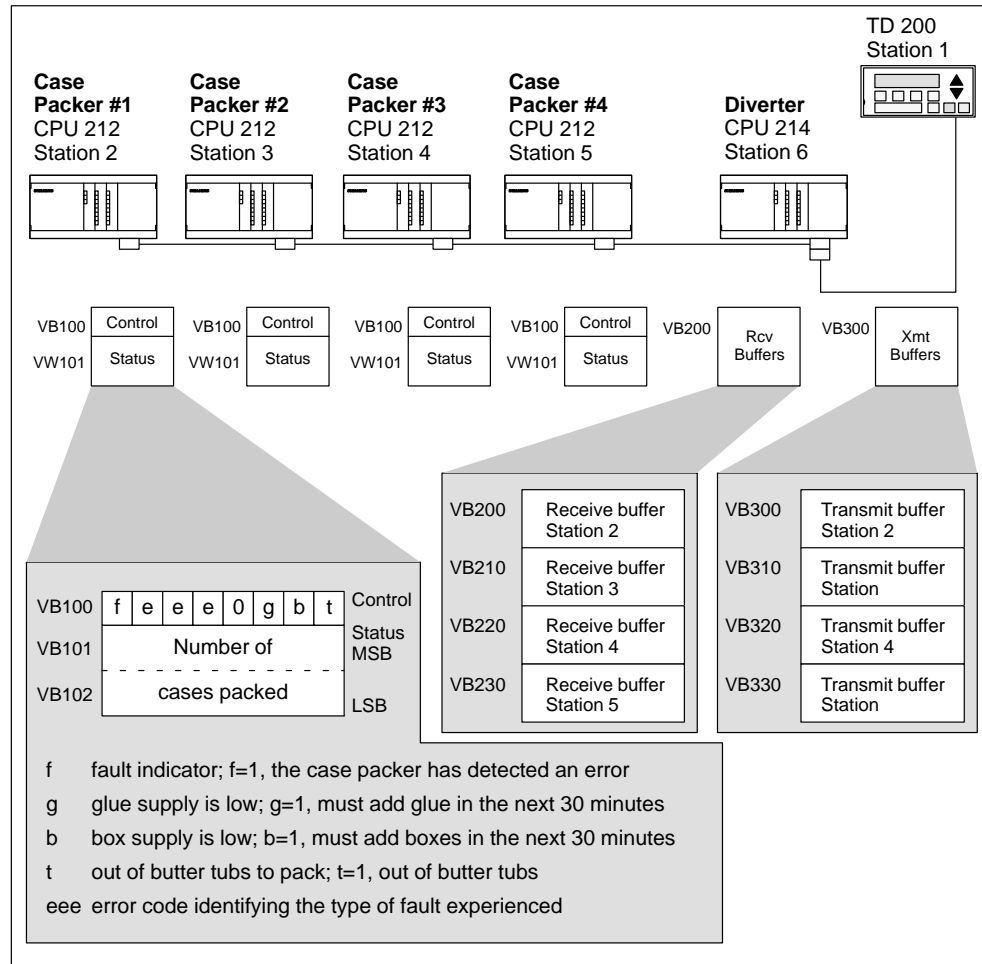 TD 200
Station 1
Case
Packer #1
CPU 212
Station 2
Case
Packer #2
CPU 212
Station 3
Case
Packer #3
CPU 212
Station 4
Case
Packer #4
CPU 212
Station 5
Diverter
CPU 214
Station 6
VB100
Control
VW101
Status
VB100
Control
VW101
Status
VB100
Control
VW101
Status
VB100
Control
VW101
Status
VB200
Rcv
Buffers
VB300
Xmt
Buffers
VB200
Receive buffer
Station 2
VB210
Receive buffer
Station 3
VB220
Receive buffer
Station 4
VB230
Receive buffer
Station 5
VB300
Transmit buffer
Station 2
VB310
Transmit buffer
Station
VB320
Transmit buffer
Station 4
VB330
Transmit buffer
Station
VB100 f e e e 0 g b t Control
VB101 Number of Status
MSB
VB102 cases packed
LSB
f fault indicator; f=1, the case packer has detected an error
g glue supply is low; g=1, must add glue in the next 30 minutes
b box supply is low; b=1, must add boxes in the next 30 minutes
t out of butter tubs to pack; t=1, out of butter tubs
eee error code identifying the type of fault experienced